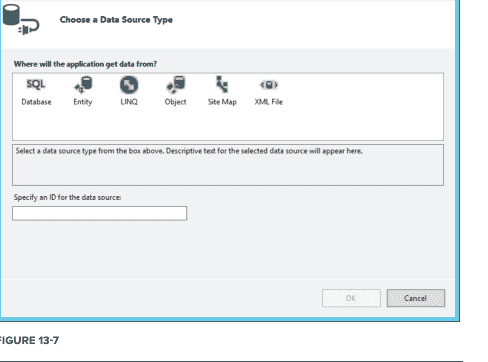 Choose a Data Source Type
Where will the application get data from?
SQL
Database Entity LINQ Object Site Map XML File
Select a data source type from the box above. Descriptive text for the selected data source will appear here.
Specify an ID for the data source:
OK Cancel
FIGURE 13-7